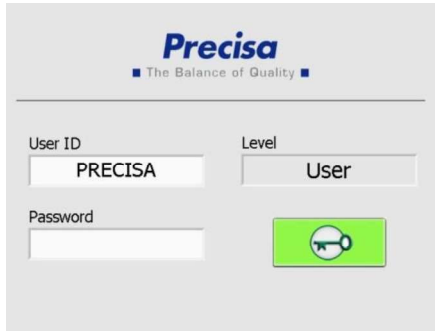 Precisa
The Balance of Quality
User ID
Level
PRECISA
User
Password